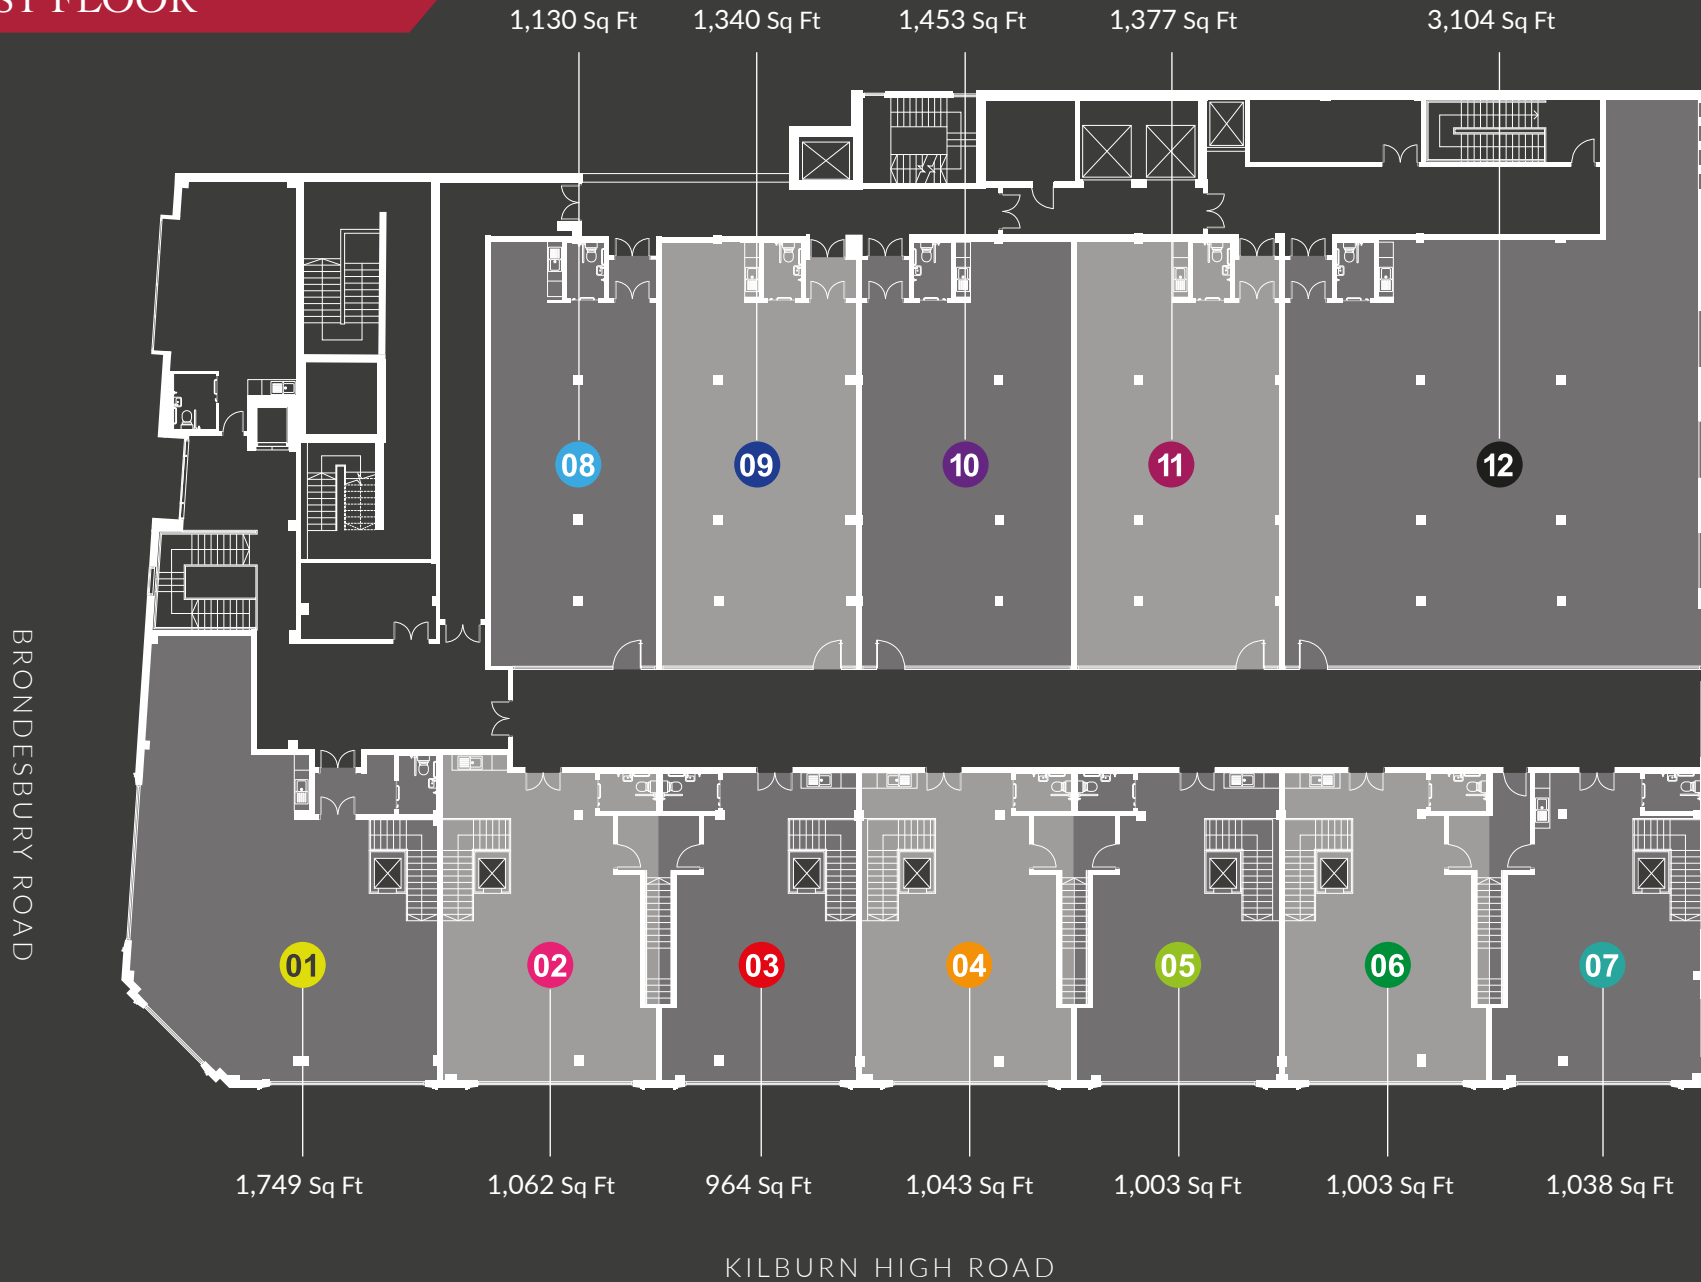 FLOOR
1,130 Sq Ft
1,340 Sq Ft
1,453 Sq Ft
1,377 Sq Ft
3,104 Sq Ft
08
09
10
11
12
BRONDESBURY ROAD
01
02
03
04
05
06
07
1,749 Sq Ft
1,062 Sq Ft
964 Sq Ft
1,043 Sq Ft
1,003 Sq Ft
1,003 Sq Ft
1,038 Sq Ft
KILBURN HIGH ROAD